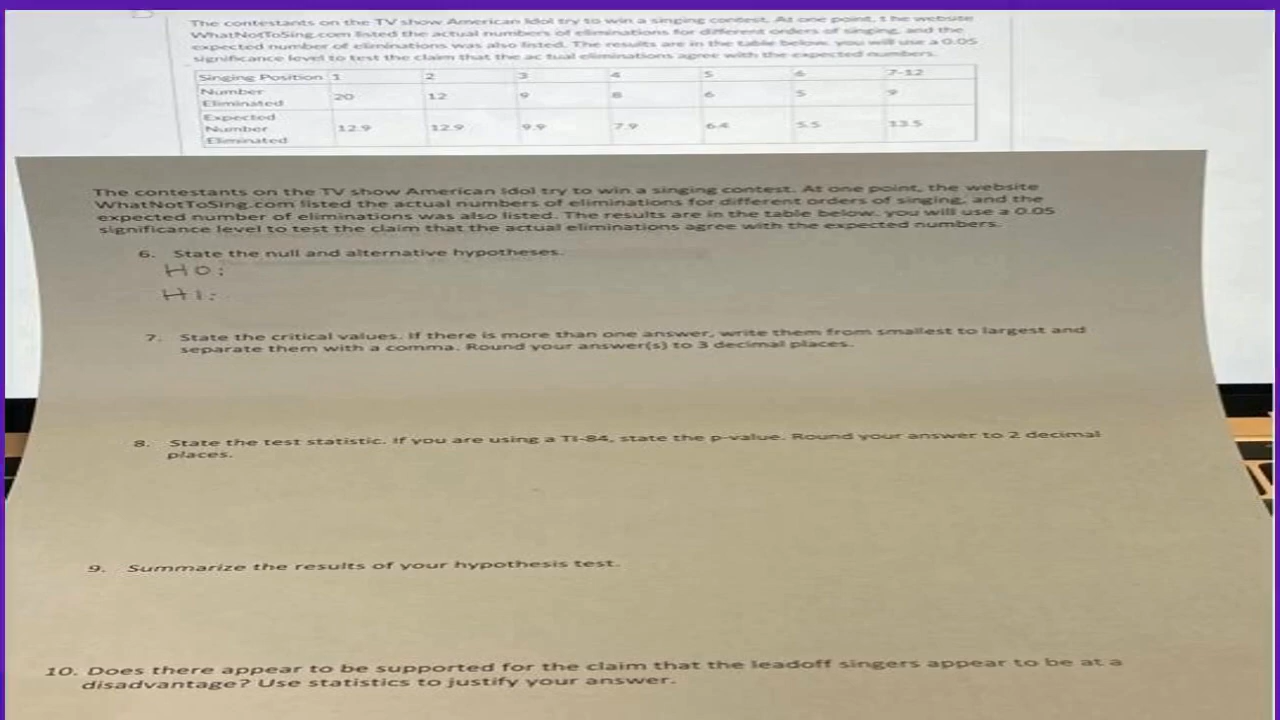 The contestants on the TV show American Idol try to win a singing contest. At one point, t he website
WhatNotToSing.com listed the actual numbers of eliminations for different orders of singing, and the
expected number of eliminations was also listed. The results are in the table below. you will use a 0.05
significance level to test the claim that the ac tual eliminations agree with the expected numbers.
Singing Position 1 2 3 4 5 6 7-12
Number
Eliminated 20 12 9 8 6 5 9
Expected
Number
Eliminated 12.9 12.9 9.9 7.9 6.4 5.5 13.5
The contestants on the TV show American Idol try to win a singing contest. At one point, the website
WhatNotToSing.com listed the actual numbers of eliminations for different orders of singing, and the
expected number of eliminations was also listed. The results are in the table below. you will use a 0.05
significance level to test the claim that the actual eliminations agree with the expected numbers.
6. State the null and alternative hypotheses.
H0:
H1:
7. State the critical values. If there is more than one answer, write them from smallest to largest and
separate them with a comma. Round your answer(s) to 3 decimal places.
8. State the test statistic. If you are using a TI-84, state the p-value. Round your answer to 2 decimal
places.
9. Summarize the results of your hypothesis test.
10. Does there appear to be supported for the claim that the leadoff singers appear to be at a
disadvantage? Use statistics to justify your answer.